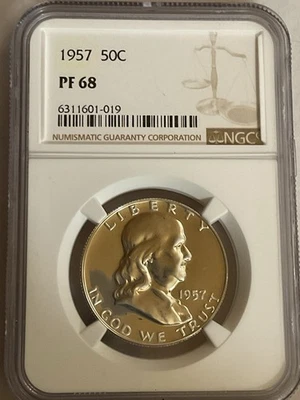 1957 50C
PF 68
6311601-019
NUMISMATIC GUARANTY CORPORATION
NGC
LIBERTY
1957
IN GOD WE TRUST